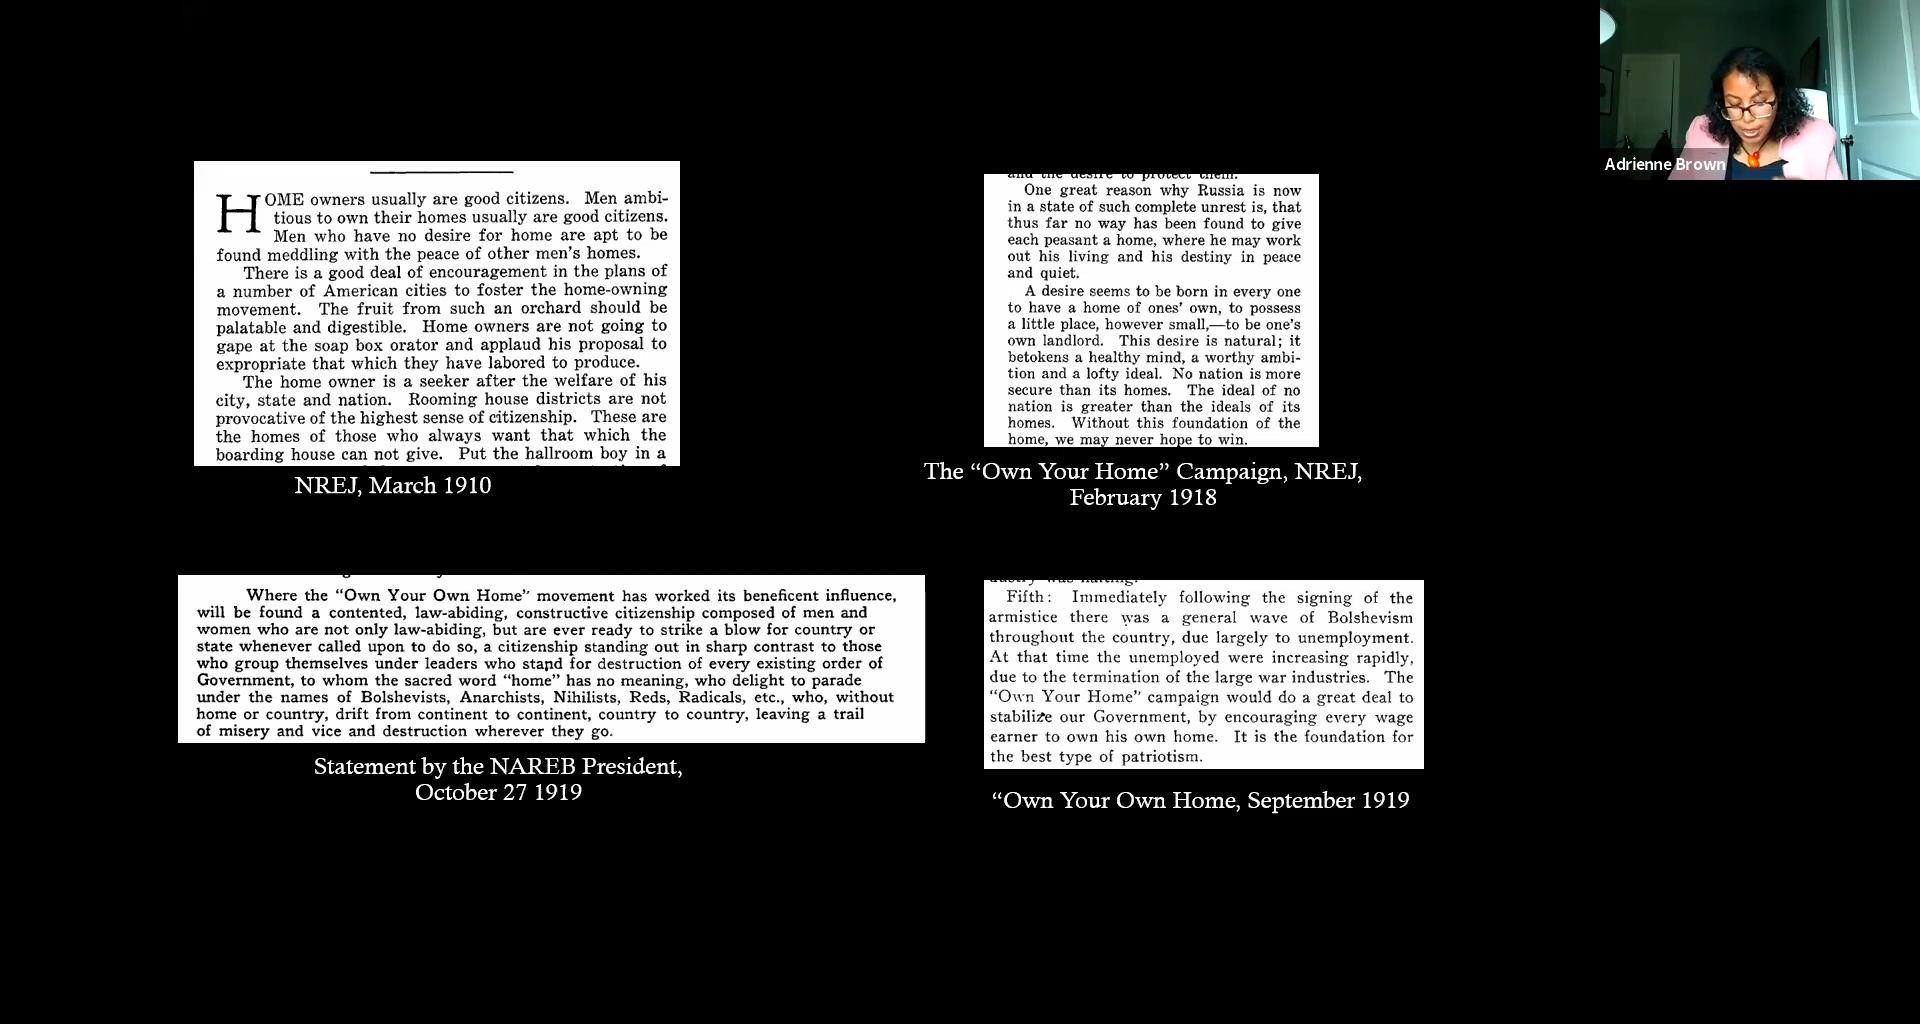 HOME owners usually are good citizens. Men ambi-
tious to own their homes usually are good citizens.
Men who have no desire for home are apt to be
found meddling with the peace of other men's homes.
There is a good deal of encouragement in the plans of
a number of American cities to foster the home-owning
movement. The fruit from such an orchard should be
palatable and digestible. Home owners are not going to
gape at the soap box orator and applaud his proposal to
expropriate that which they have labored to produce.
The home owner is a seeker after the welfare of his
city, state and nation. Rooming house districts are not
provocative of the highest sense of citizenship. These are
the homes of those who always want that which the
boarding house can not give. Put the hallroom boy in a
NREJ, March 1910
and the desire to protect them.
One great reason why Russia is now
in a state of such complete unrest is, that
thus far no way has been found to give
each peasant a home, where he may work
out his living and his destiny in peace
and quiet.
A desire seems to be born in every one
to have a home of ones' own, to possess
a little place, however small,—to be one's
own landlord. This desire is natural; it
betokens a healthy mind, a worthy ambi-
tion and a lofty ideal. No nation is more
secure than its homes. The ideal of no
nation is greater than the ideals of its
homes. Without this foundation of the
home, we may never hope to win.
The “Own Your Home” Campaign, NREJ,
February 1918
Where the "Own Your Own Home" movement has worked its beneficent influence,
will be found a contented, law-abiding, constructive citizenship composed of men and
women who are not only law-abiding, but are ever ready to strike a blow for country or
state whenever called upon to do so, a citizenship standing out in sharp contrast to those
who group themselves under leaders who stand for destruction of every existing order of
Government, to whom the sacred word "home" has no meaning, who delight to parade
under the names of Bolshevists, Anarchists, Nihilists, Reds, Radicals, etc., who, without
home or country, drift from continent to continent, country to country, leaving a trail
of misery and vice and destruction wherever they go.
Statement by the NAREB President,
October 27 1919
Fifth: Immediately following the signing of the
armistice there was a general wave of Bolshevism
throughout the country, due largely to unemployment.
At that time the unemployed were increasing rapidly,
due to the termination of the large war industries. The
"Own Your Home" campaign would do a great deal to
stabilize our Government, by encouraging every wage
earner to own his own home. It is the foundation for
the best type of patriotism.
“Own Your Own Home, September 1919
Adrienne Brown